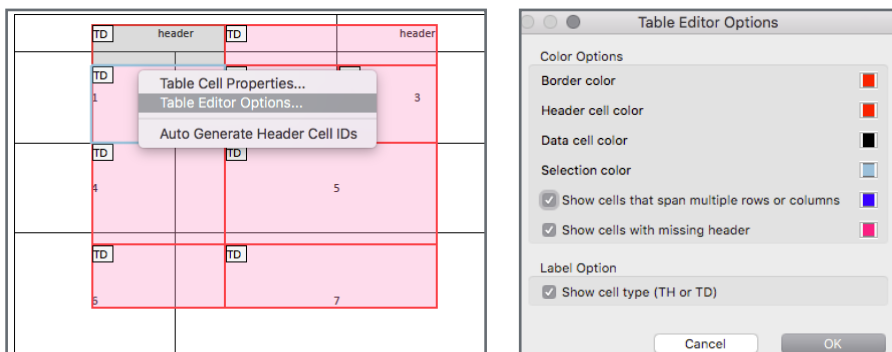 TD header TD header
TD
1 3
Table Cell Properties...
Table Editor Options...
Auto Generate Header Cell IDs
TD TD
4 5
TD TD
6 7
Table Editor Options
Color Options
Border color
Header cell color
Data cell color
Selection color
Show cells that span multiple rows or columns
Show cells with missing header
Label Option
Show cell type (TH or TD)
Cancel OK